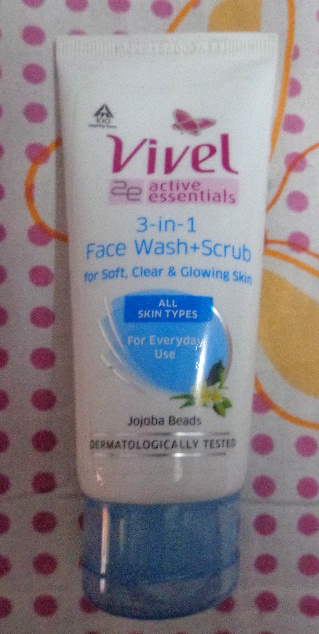 Vivel
active
essentials
3-in-1
Face Wash+Scrub
for Soft, Clear & Glowing Skin
ALL
SKIN TYPES
For Everyday
Use
Jojoba Beads
DERMATOLOGICALLY TESTED